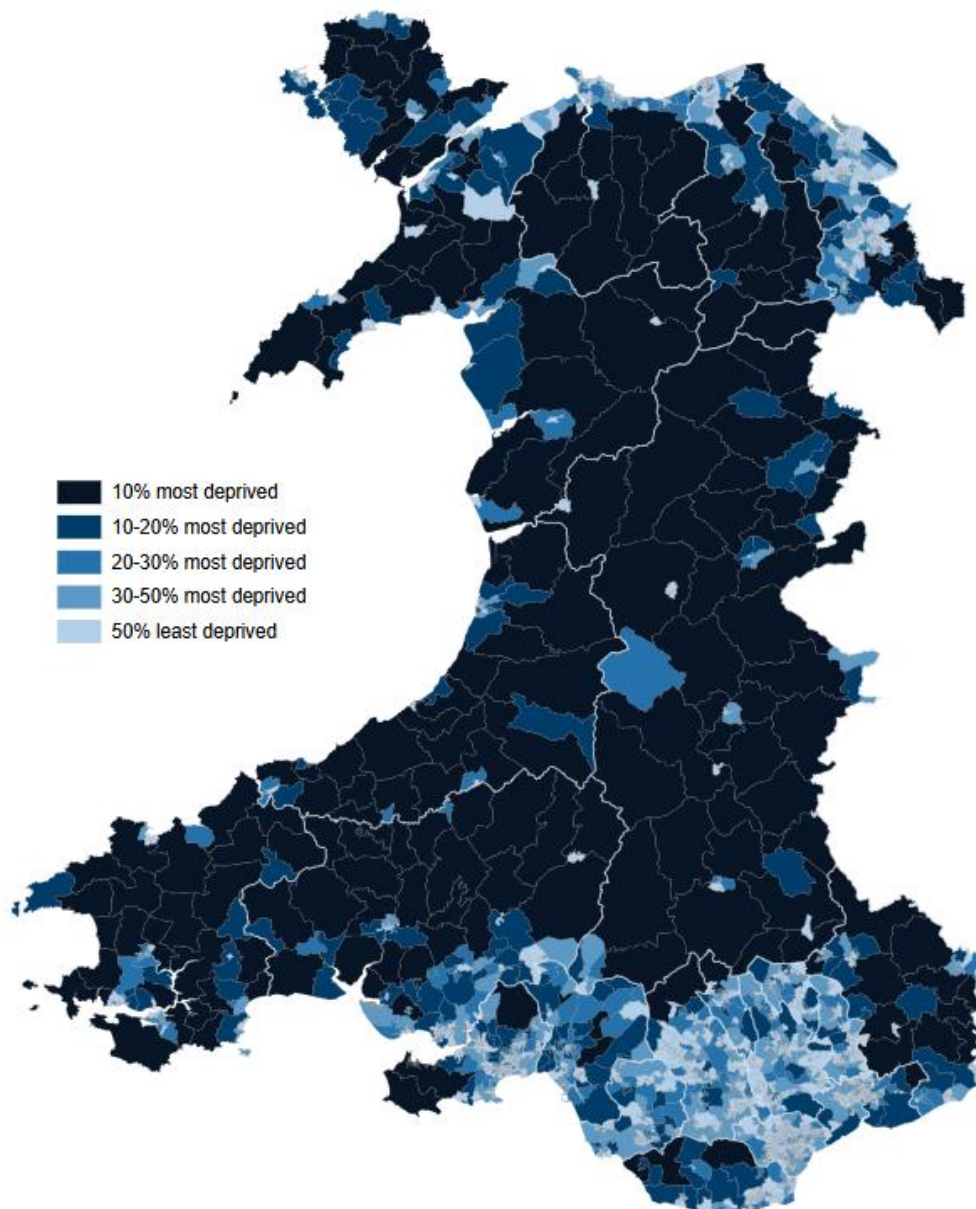 10% most deprived
10-20% most deprived
20-30% most deprived
30-50% most deprived
50% least deprived